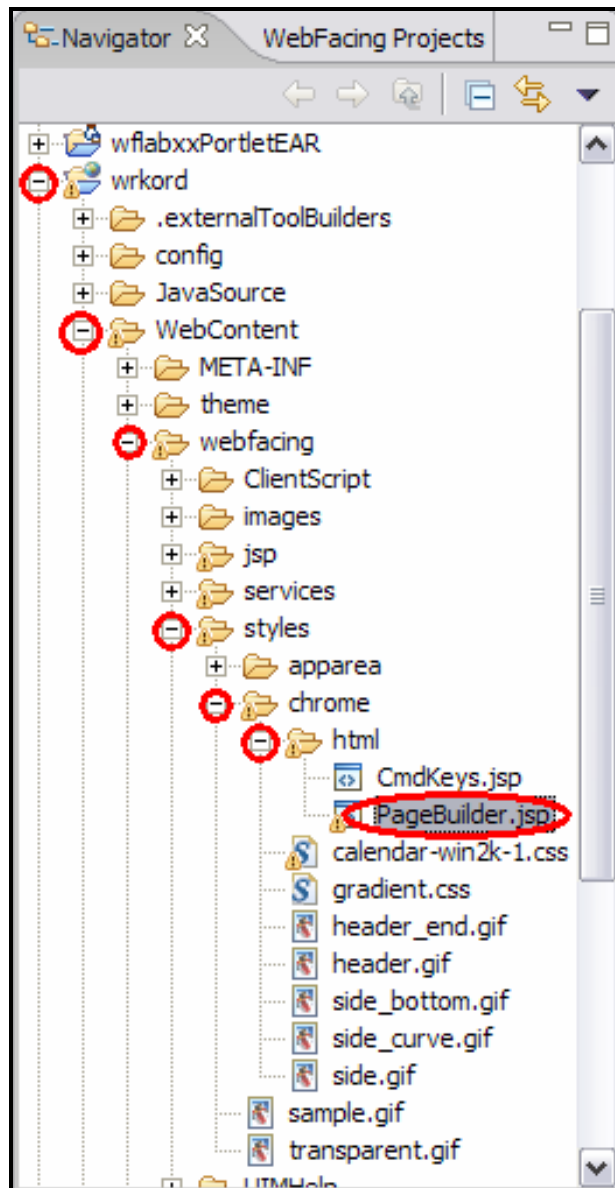 Navigator WebFacing Projects
wflabxxPortletEAR
wrkord
.externalToolBuilders
config
JavaSource
WebContent
META-INF
theme
webfacing
ClientScript
images
jsp
services
styles
apparea
chrome
html
CmdKeys.jsp
PageBuilder.jsp
calendar-win2k-1.css
gradient.css
header_end.gif
header.gif
side_bottom.gif
side_curve.gif
side.gif
sample.gif
transparent.gif